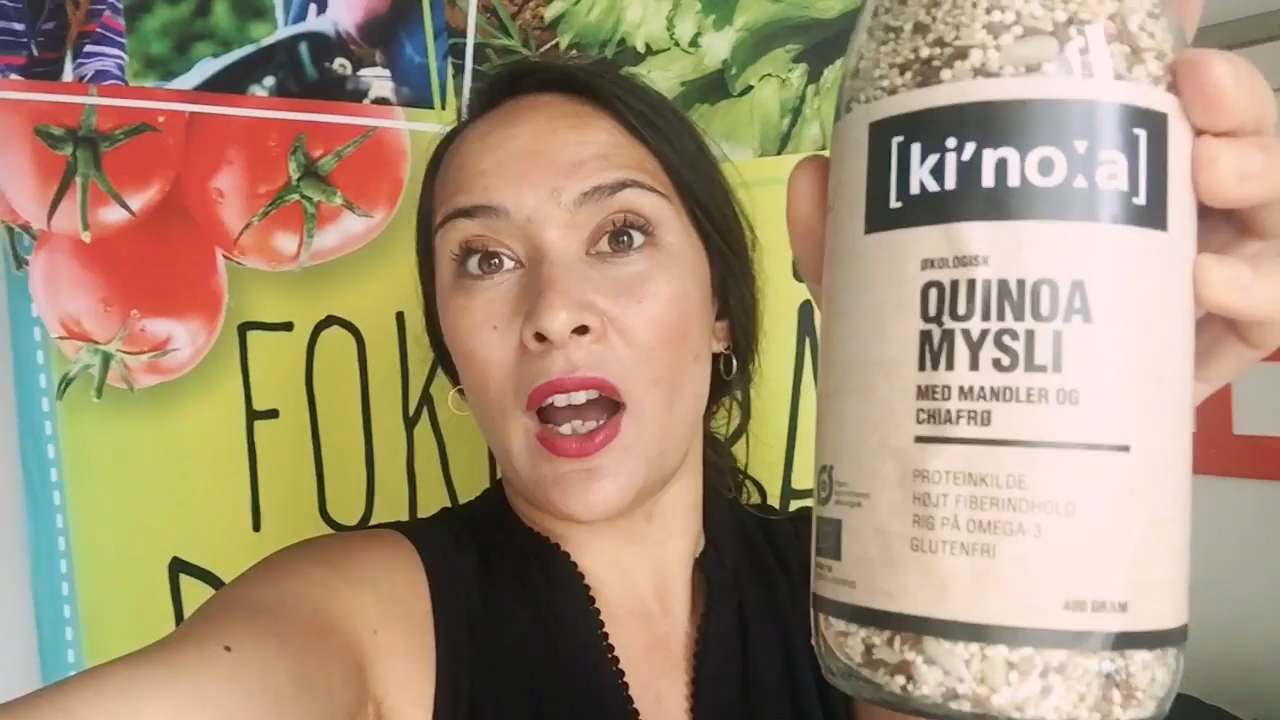 [ki'no:a]
ØKOLOGISK
QUINOA
MYSLI
MED MANDLER OG
CHIAFRØ
PROTEINKILDE
HØJT FIBERINDHOLD
RIG PÅ OMEGA-3
GLUTENFRI
400 GRAM
FOK